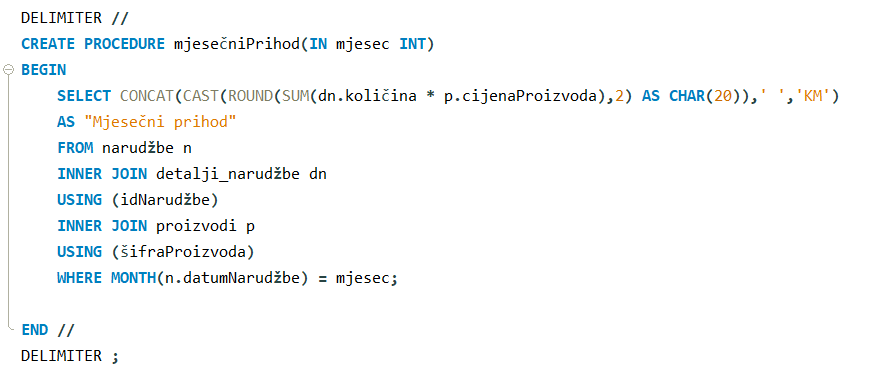 DELIMITER //
CREATE PROCEDURE mjesečniPrihod(IN mjesec INT)
BEGIN
    SELECT CONCAT(CAST(ROUND(SUM(dn.količina * p.cijenaProizvoda),2) AS CHAR(20)),' ','KM')
    AS "Mjesečni prihod"
    FROM narudžbe n
    INNER JOIN detalji_narudžbe dn
    USING (idNarudžbe)
    INNER JOIN proizvodi p
    USING (šifraProizvoda)
    WHERE MONTH(n.datumNarudžbe) = mjesec;
END //
DELIMITER ;